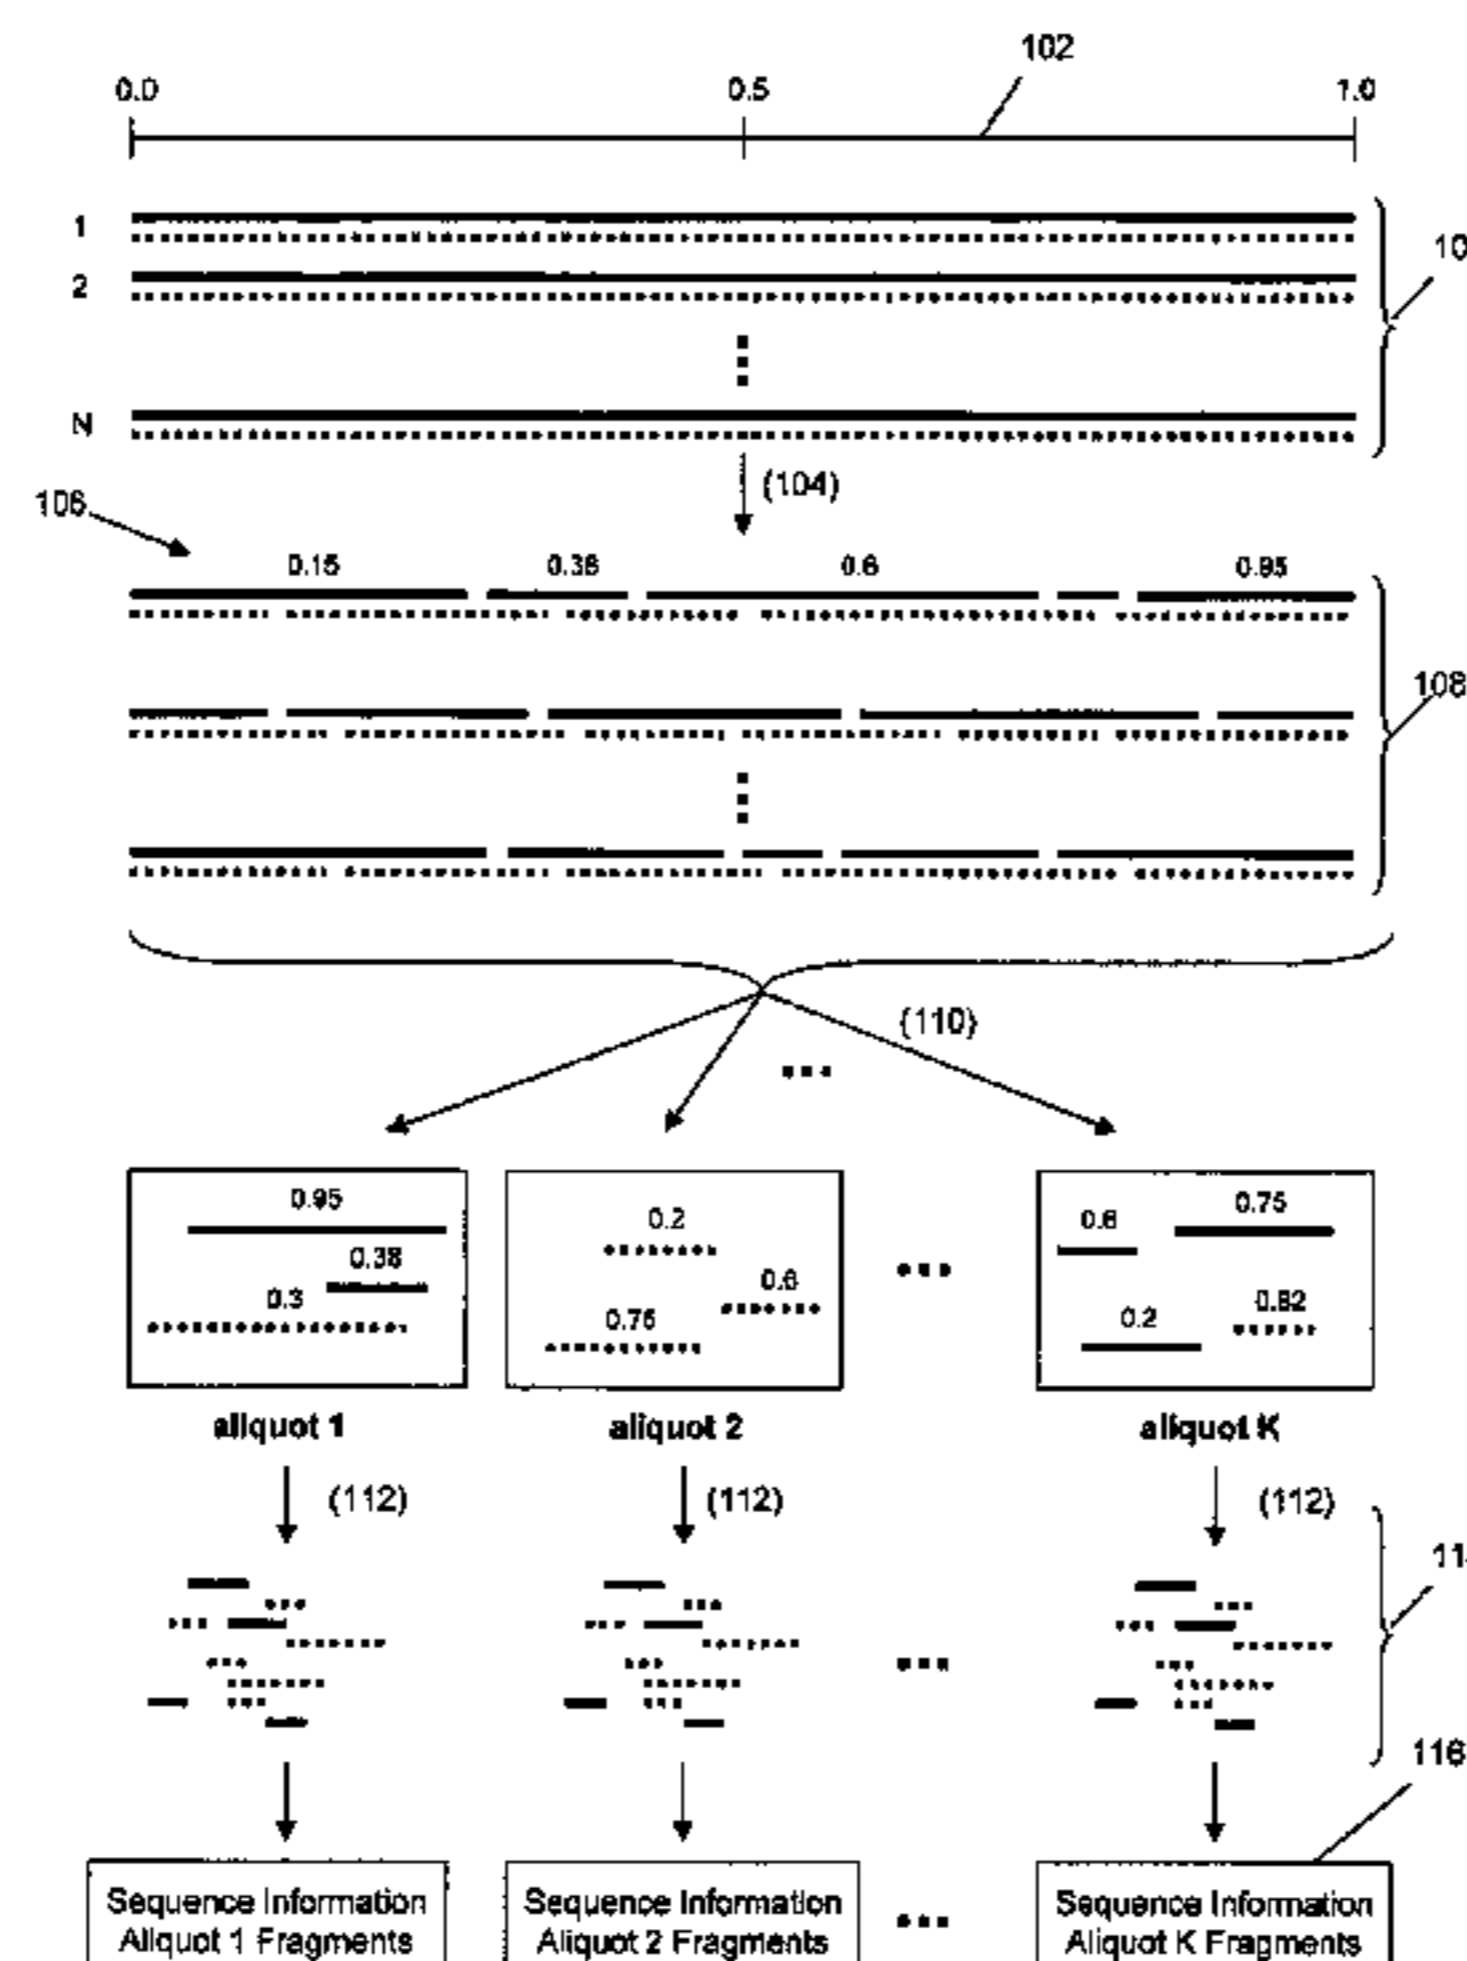 102
0.0 0.5 1.0
1
10
2
N
(104)
106
0.15 0.38 0.6 0.95
108
(110)
0.95
0.38
0.3
0.2
0.6
0.75
0.6
0.75
0.2
0.82
aliquot 1 aliquot 2 aliquot K
(112) (112) (112)
11
116
Sequence Information
Aliquot 1 Fragments
Sequence Information
Aliquot 2 Fragments
Sequence Information
Aliquot K Fragments